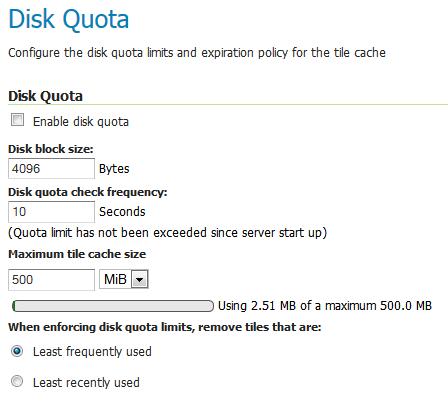 Disk Quota
Configure the disk quota limits and expiration policy for the tile cache
Disk Quota
Enable disk quota
Disk block size:
4096 Bytes
Disk quota check frequency:
10 Seconds
(Quota limit has not been exceeded since server start up)
Maximum tile cache size
500 MiB
Using 2.51 MB of a maximum 500.0 MB
When enforcing disk quota limits, remove tiles that are:
Least frequently used
Least recently used